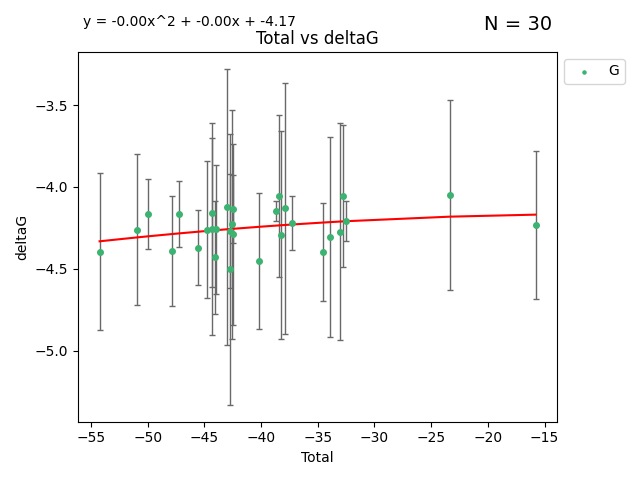 y = -0.00x^2 + -0.00x + -4.17
N = 30
Total vs deltaG
G
−3.5
−4.0
−4.5
−5.0
deltaG
−55 −50 −45 −40 −35 −30 −25 −20 −15
Total